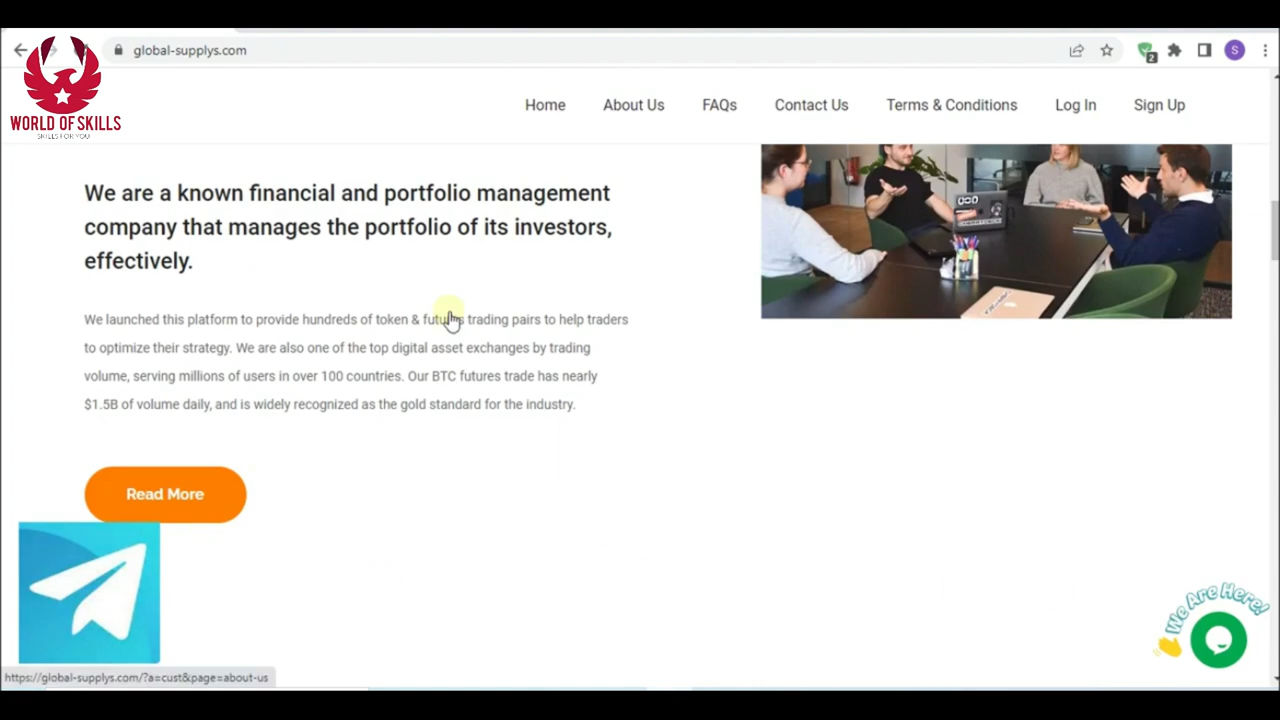 global-supplys.com
2
S
WORLD OF SKILLS
SKILLS FOR YOU
Home About Us FAQs Contact Us Terms & Conditions Log In Sign Up
We are a known financial and portfolio management
company that manages the portfolio of its investors,
effectively.
We launched this platform to provide hundreds of token & futures trading pairs to help traders
to optimize their strategy. We are also one of the top digital asset exchanges by trading
volume, serving millions of users in over 100 countries. Our BTC futures trade has nearly
$1.5B of volume daily, and is widely recognized as the gold standard for the industry.
Read More
We Are Here!
https://global-supplys.com/?a=cust&page=about-us